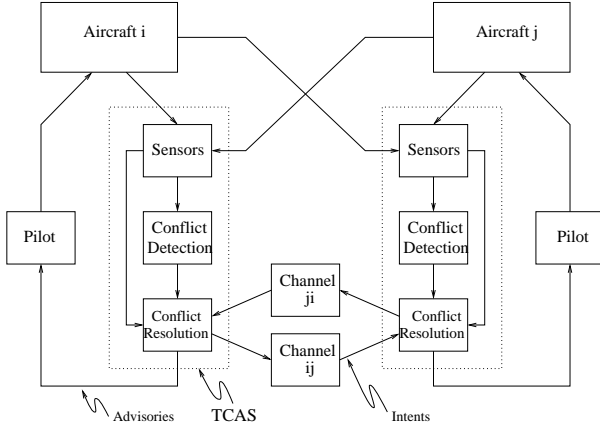 Aircraft i
Aircraft j
Sensors
Sensors
Pilot
Conflict
Detection
Conflict
Detection
Pilot
Channel
ji
Conflict
Resolution
Conflict
Resolution
Channel
ij
Advisories
TCAS
Intents